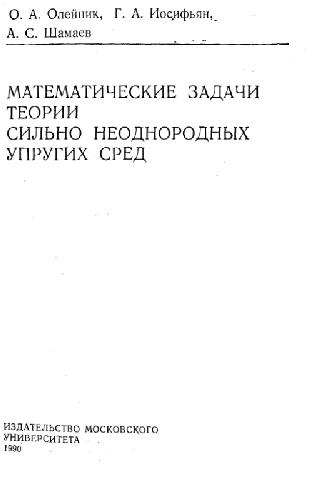 О. А. Олейник, Г. А. Иосифьян,
А. С. Шамаев
МАТЕМАТИЧЕСКИЕ ЗАДАЧИ
ТЕОРИИ
СИЛЬНО НЕОДНОРОДНЫХ
УПРУГИХ СРЕД
ИЗДАТЕЛЬСТВО МОСКОВСКОГО
УНИВЕРСИТЕТА
1990